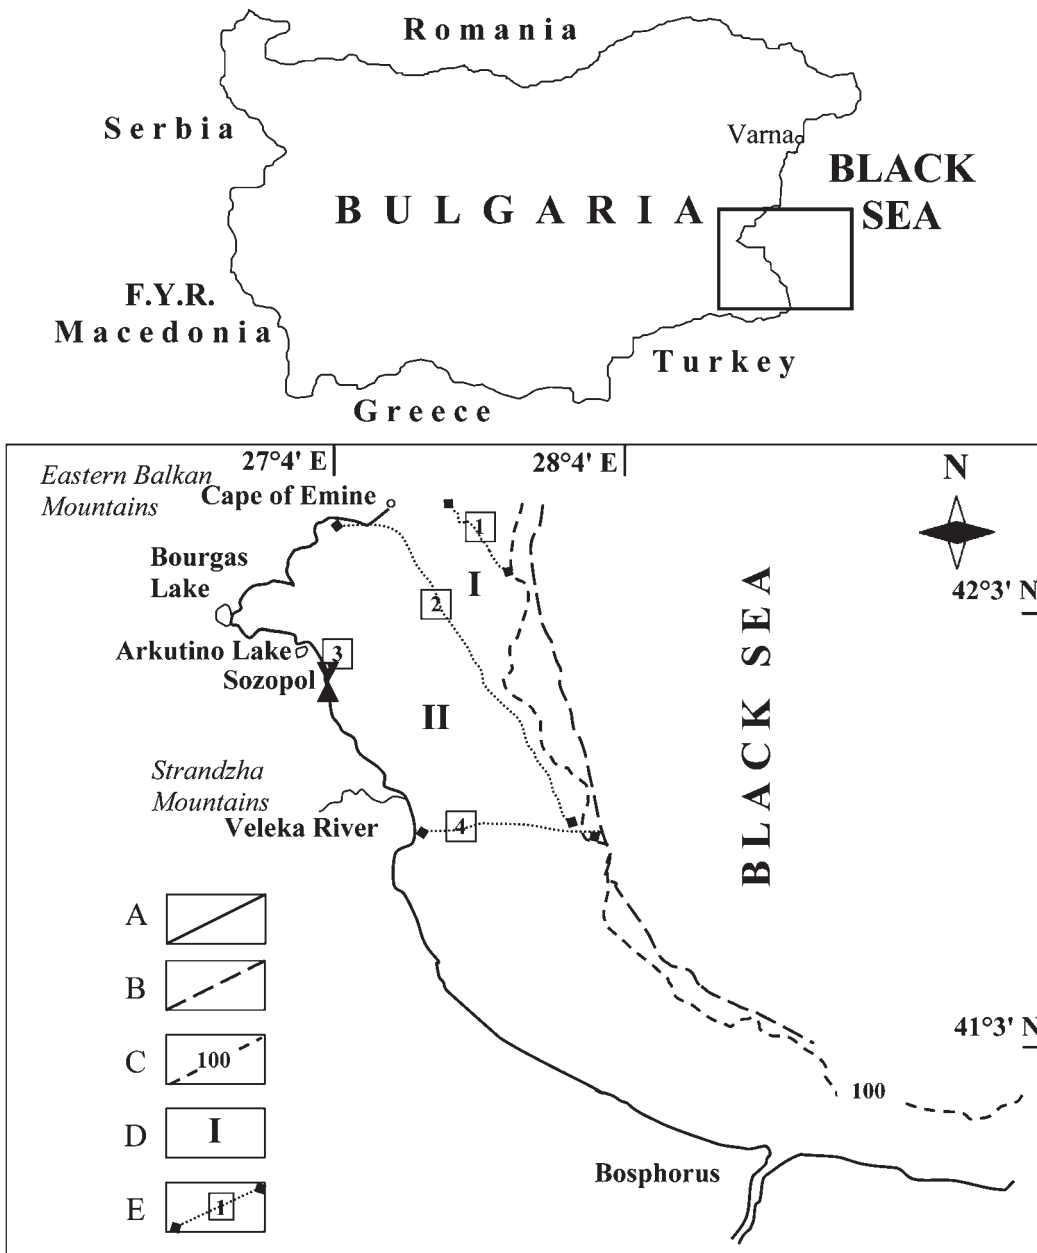 Romania
Serbia
Varna
BLACK
SEA
BULGARIA
F.Y.R.
Macedonia
Turkey
Greece
27°4' E
28°4' E
Eastern Balkan
Mountains
Cape of Emine
N
1
Bourgas
Lake
I
42°3' N
2
BLACK SEA
Arkutino Lake
3
Sozopol
II
Strandzha
Mountains
Veleka River
4
A
B
C
100
D
I
E
1
41°3' N
100
Bosphorus